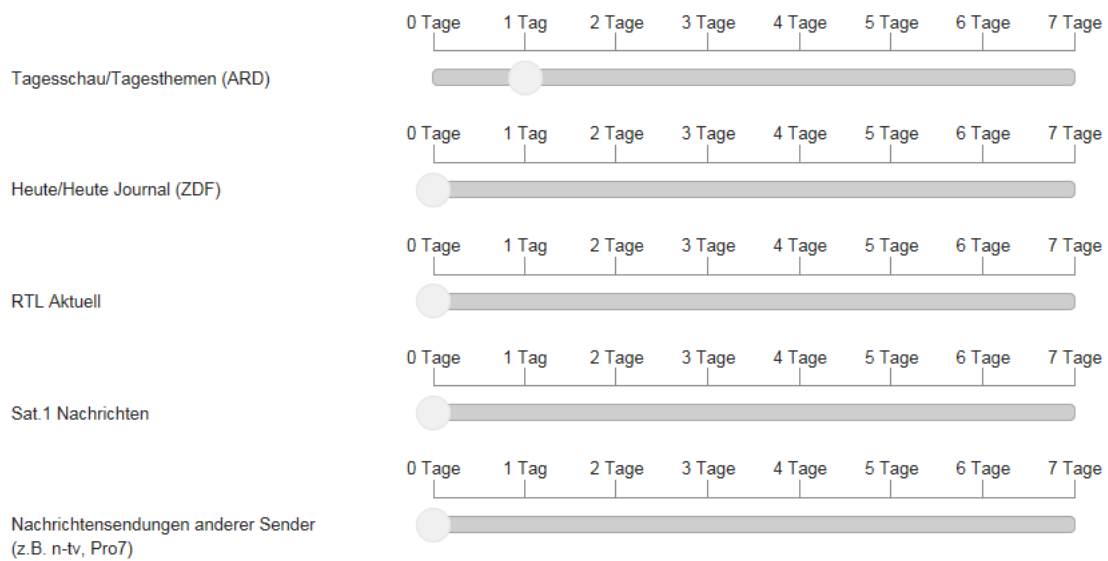 0 Tage 1 Tag 2 Tage 3 Tage 4 Tage 5 Tage 6 Tage 7 Tage
Tagesschau/Tagesthemen (ARD)
0 Tage 1 Tag 2 Tage 3 Tage 4 Tage 5 Tage 6 Tage 7 Tage
Heute/Heute Journal (ZDF)
0 Tage 1 Tag 2 Tage 3 Tage 4 Tage 5 Tage 6 Tage 7 Tage
RTL Aktuell
0 Tage 1 Tag 2 Tage 3 Tage 4 Tage 5 Tage 6 Tage 7 Tage
Sat.1 Nachrichten
0 Tage 1 Tag 2 Tage 3 Tage 4 Tage 5 Tage 6 Tage 7 Tage
Nachrichtensendungen anderer Sender
(z.B. n-tv, Pro7)